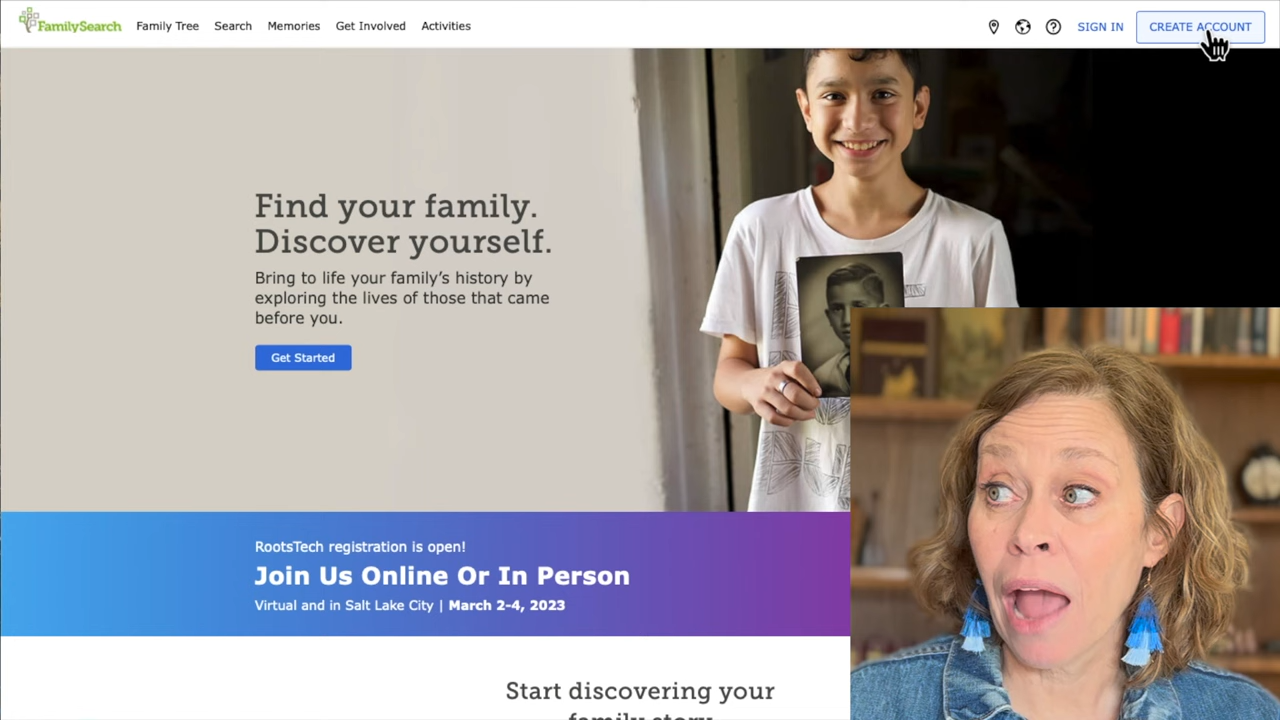 FamilySearch
Family Tree
Search
Memories
Get Involved
Activities
SIGN IN
CREATE ACCOUNT
Find your family.
Discover yourself.
Bring to life your family’s history by
exploring the lives of those that came
before you.
Get Started
RootsTech registration is open!
Join Us Online Or In Person
Virtual and in Salt Lake City | March 2-4, 2023
Start discovering your
family story